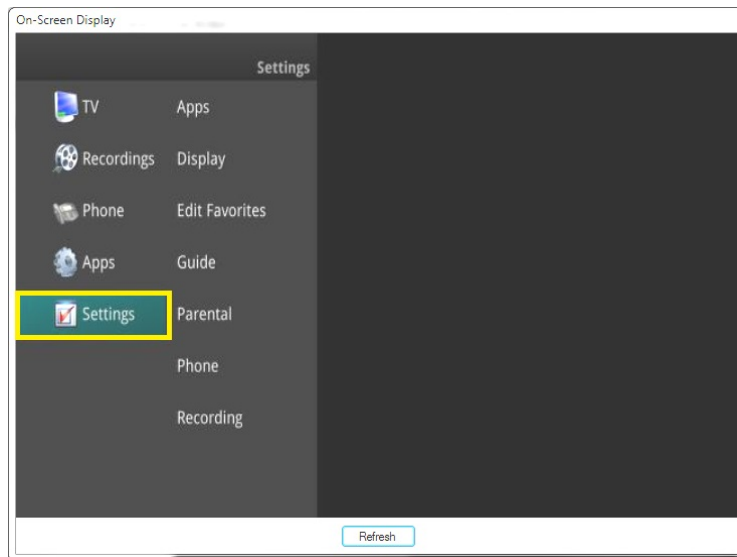 On-Screen Display
Settings
TV
Apps
Recordings
Display
Phone
Edit Favorites
Apps
Guide
Settings
Parental
Phone
Recording
Refresh